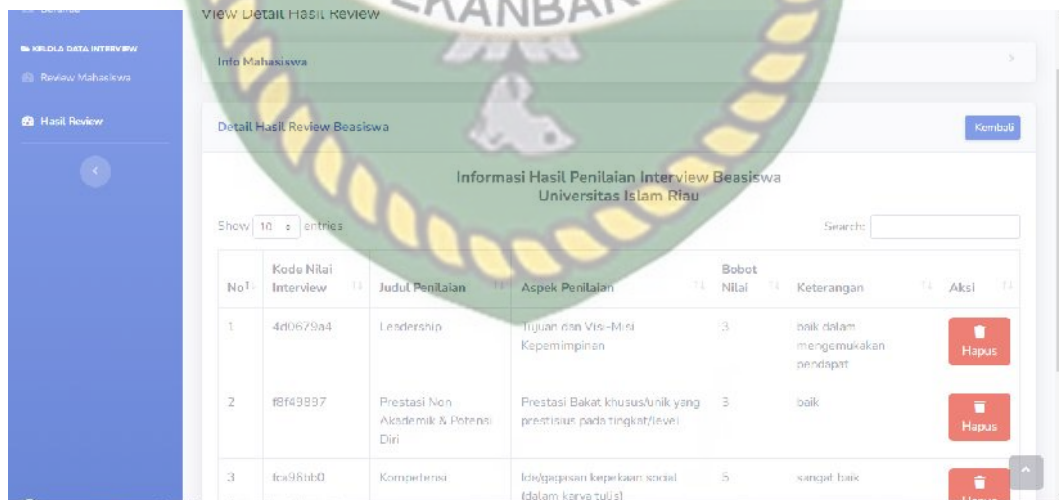 View Detail Hasil Review
EKANBAR
KELOLA DATA INTERVIEW
Review Mahasiswa
Hasil Review
Info Mahasiswa
Detail Hasil Review Beasiswa
Kembali
Informasi Hasil Penilaian Interview Beasiswa
Universitas Islam Riau
Show 10 entries
Search:
No
Kode Nilai
Interview
Judul Penilaian
Aspek Penilaian
Bobot
Nilai
Keterangan
Aksi
1
4d0679a4
Leadership
Tujuan dan Visi-Misi
Kepemimpinan
3
baik dalam
mengemukakan
pendapat
Hapus
2
f8f49897
Prestasi Non
Akademik & Potensi
Diri
Prestasi Bakat khusus/unik yang
prestisius pada tingkat/level
3
baik
Hapus
3
fca98bb0
Kompetensi
Ide/gagasan kepekaan social
(dalam karya tulis)
5
sangat baik
Hapus